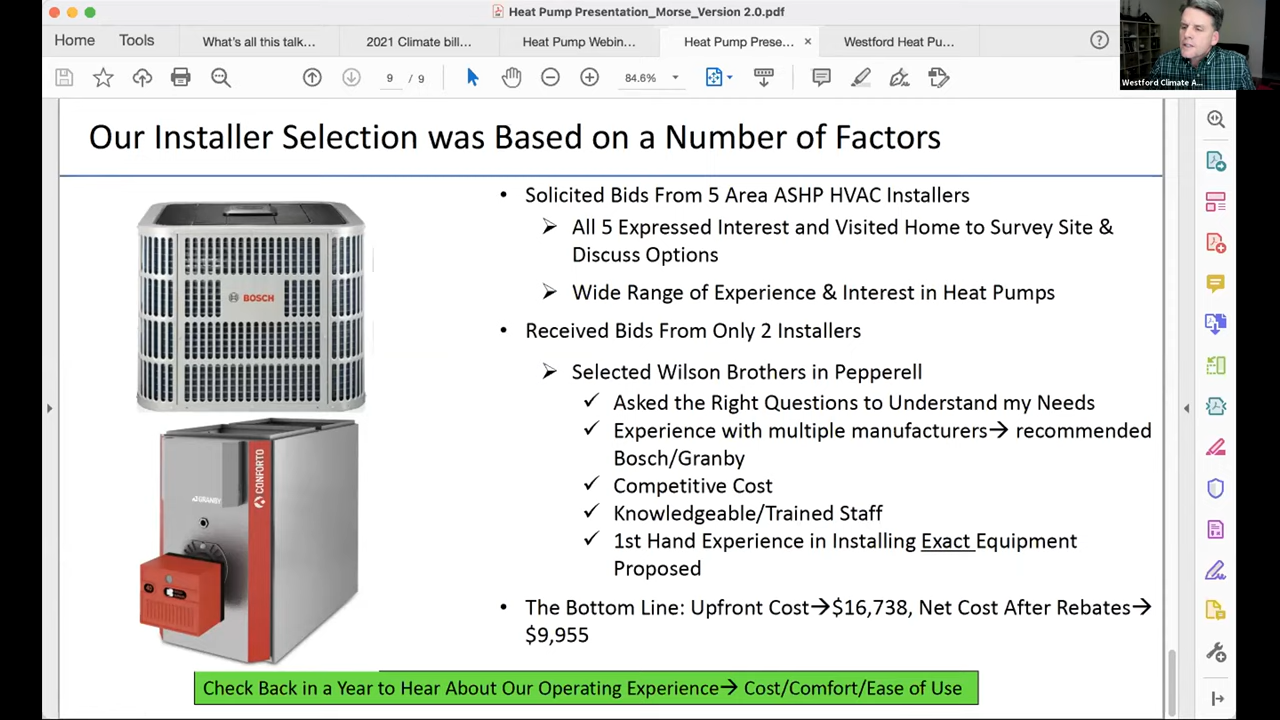 Heat Pump Presentation_Morse_Version 2.0.pdf
Home Tools What's all this talk... 2021 Climate bill... Heat Pump Webin... Heat Pump Prese... × Westford Heat Pu...
9 / 9 84.6%
Westford Climate A...
Our Installer Selection was Based on a Number of Factors
• Solicited Bids From 5 Area ASHP HVAC Installers
➢ All 5 Expressed Interest and Visited Home to Survey Site &
Discuss Options
➢ Wide Range of Experience & Interest in Heat Pumps
• Received Bids From Only 2 Installers
➢ Selected Wilson Brothers in Pepperell
✓ Asked the Right Questions to Understand my Needs
✓ Experience with multiple manufacturers→ recommended
Bosch/Granby
✓ Competitive Cost
✓ Knowledgeable/Trained Staff
✓ 1st Hand Experience in Installing Exact Equipment
Proposed
• The Bottom Line: Upfront Cost→$16,738, Net Cost After Rebates→
$9,955
BOSCH
GRANBY
CONFORTO
Check Back in a Year to Hear About Our Operating Experience→ Cost/Comfort/Ease of Use